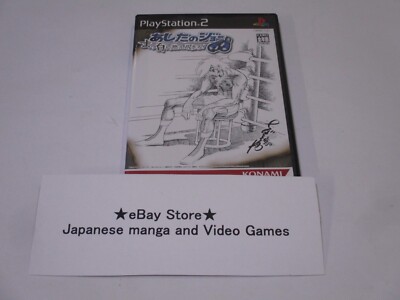 PlayStation 2
あしたのジョー
KONAMI
★eBay Store★
Japanese manga and Video Games